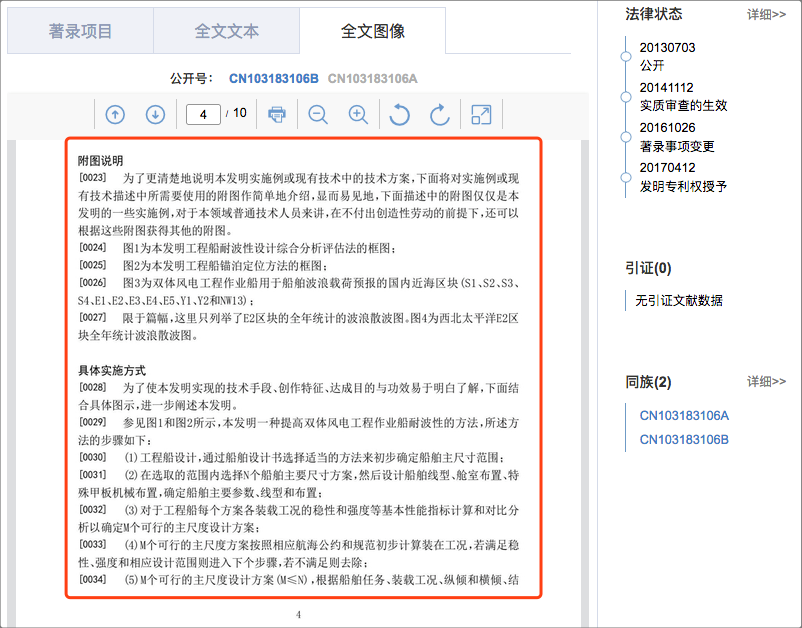 著录项目
全文文本
全文图像
公开号： CN103183106B CN103183106A
4 / 10
附图说明
[0023] 为了更清楚地说明本发明实施例或现有技术中的技术方案,下面将对实施例或现
有技术描述中所需要使用的附图作简单地介绍,显而易见地,下面描述中的附图仅仅是本
发明的一些实施例,对于本领域普通技术人员来讲,在不付出创造性劳动的前提下,还可以
根据这些附图获得其他的附图。
[0024] 图1为本发明工程船耐波性设计综合分析评估法的框图;
[0025] 图2为本发明工程船锚泊定位方法的框图;
[0026] 图3为双体风电工程作业船用于船舶波浪载荷预报的国内近海区块(S1、S2、S3、
S4、E1、E2、E3、E4、E5、Y1、Y2和NW13);
[0027] 限于篇幅,这里只列举了E2区块的全年统计的波浪散波图。图4为西北太平洋E2区
块全年统计波浪散波图。
具体实施方式
[0028] 为了使本发明实现的技术手段、创作特征、达成目的与功效易于明白了解,下面结
合具体图示,进一步阐述本发明。
[0029] 参见图1和图2所示,本发明一种提高双体风电工程作业船耐波性的方法,所述方
法的步骤如下:
[0030] (1)工程船设计,通过船舶设计书选择适当的方法来初步确定船舶主尺寸范围;
[0031] (2)在选取的范围内选择N个船舶主要尺寸方案,然后设计船舶线型、舱室布置、特
殊甲板机械布置,确定船舶主要参数、线型和布置;
[0032] (3)对于工程船每个方案各装载工况的稳性和强度等基本性能指标计算和对比分
析以确定M个可行的主尺度设计方案;
[0033] (4)M个可行的主尺度方案按照相应航海公约和规范初步计算装在工况,若满足稳
性、强度和相应设计范围则进入下个步骤,若不满足则去除;
[0034] (5)M个可行的主尺度设计方案(M≤N),根据船舶任务、装载工况、纵倾和横倾、结
4
法律状态 详细>>
20130703
公开
20141112
实质审查的生效
20161026
著录事项变更
20170412
发明专利权授予
引证(0)
无引证文献数据
同族(2) 详细>>
CN103183106A
CN103183106B